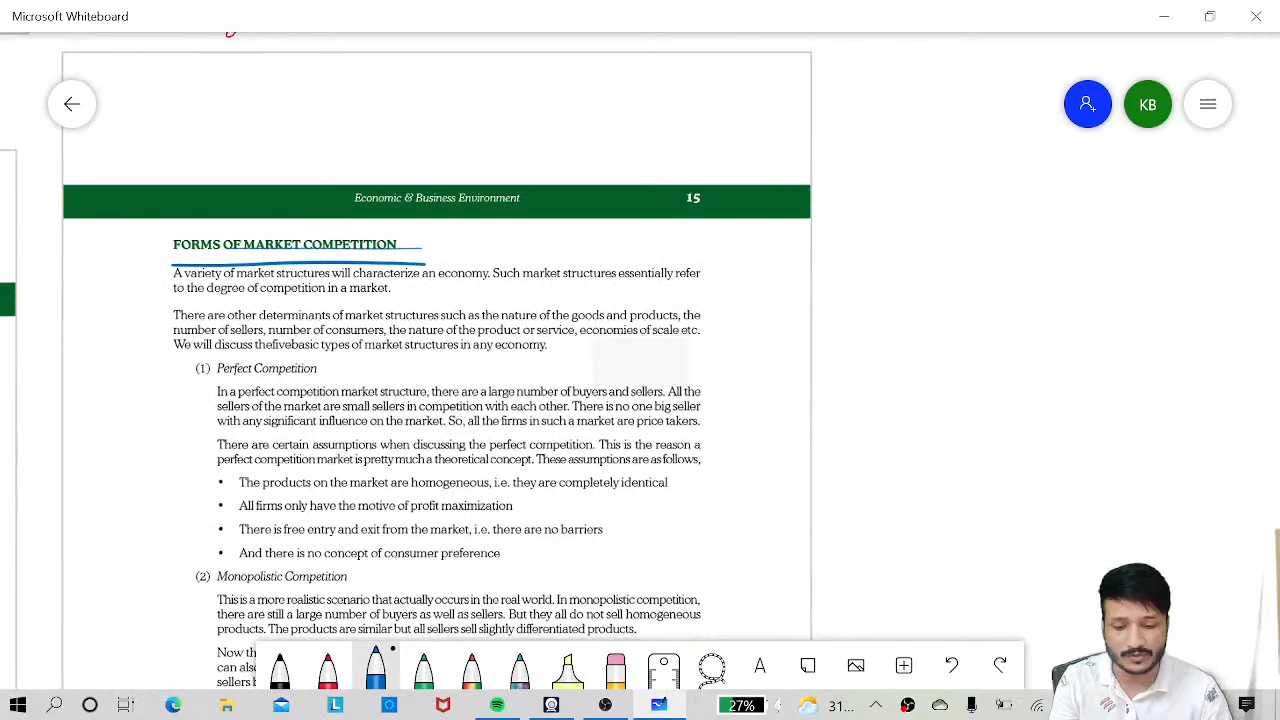 Microsoft Whiteboard
KB
Economic & Business Environment 15
FORMS OF MARKET COMPETITION
A variety of market structures will characterize an economy. Such market structures essentially refer
to the degree of competition in a market.
There are other determinants of market structures such as the nature of the goods and products, the
number of sellers, number of consumers, the nature of the product or service, economies of scale etc.
We will discuss thefivebasic types of market structures in any economy.
(1) Perfect Competition
In a perfect competition market structure, there are a large number of buyers and sellers. All the
sellers of the market are small sellers in competition with each other. There is no one big seller
with any significant influence on the market. So, all the firms in such a market are price takers.
There are certain assumptions when discussing the perfect competition. This is the reason a
perfect competition market is pretty much a theoretical concept. These assumptions are as follows,
• The products on the market are homogeneous, i.e. they are completely identical
• All firms only have the motive of profit maximization
• There is free entry and exit from the market, i.e. there are no barriers
• And there is no concept of consumer preference
(2) Monopolistic Competition
This is a more realistic scenario that actually occurs in the real world. In monopolistic competition,
there are still a large number of buyers as well as sellers. But they all do not sell homogeneous
products. The products are similar but all sellers sell slightly differentiated products.
Now th
can also
sellers
A
27%
31...